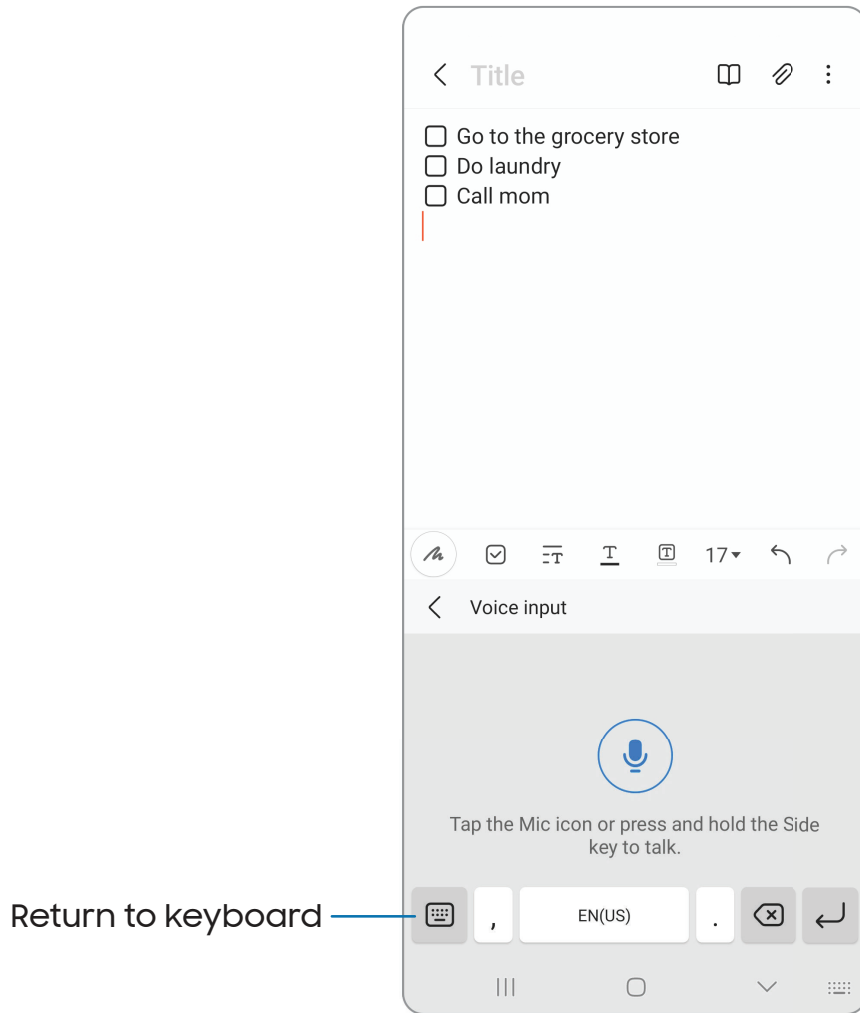 Title
Go to the grocery store
Do laundry
Call mom
17
Voice input
Tap the Mic icon or press and hold the Side
key to talk.
Return to keyboard
, EN(US) .